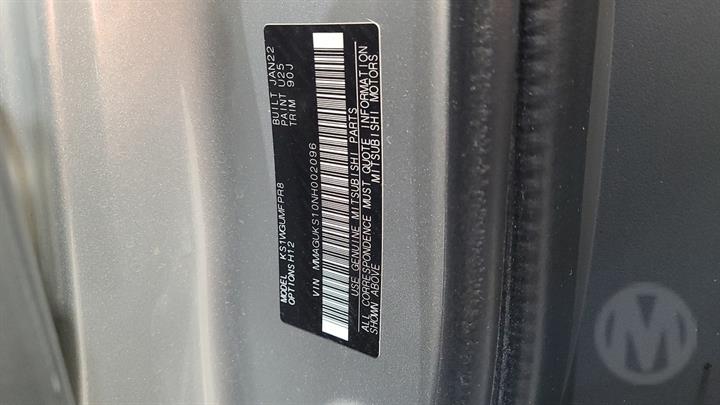 MODEL KS1WGUMFPR8 BUILT JAN22
OPTIONS H12 PAINT U25
TRIM 90J
VIN MMAGUKS10NH002096
USE GENUINE MITSUBISHI PARTS
ALL CORRESPONDENCE MUST QUOTE INFORMATION
SHOWN ABOVE MITSUBISHI MOTORS
M